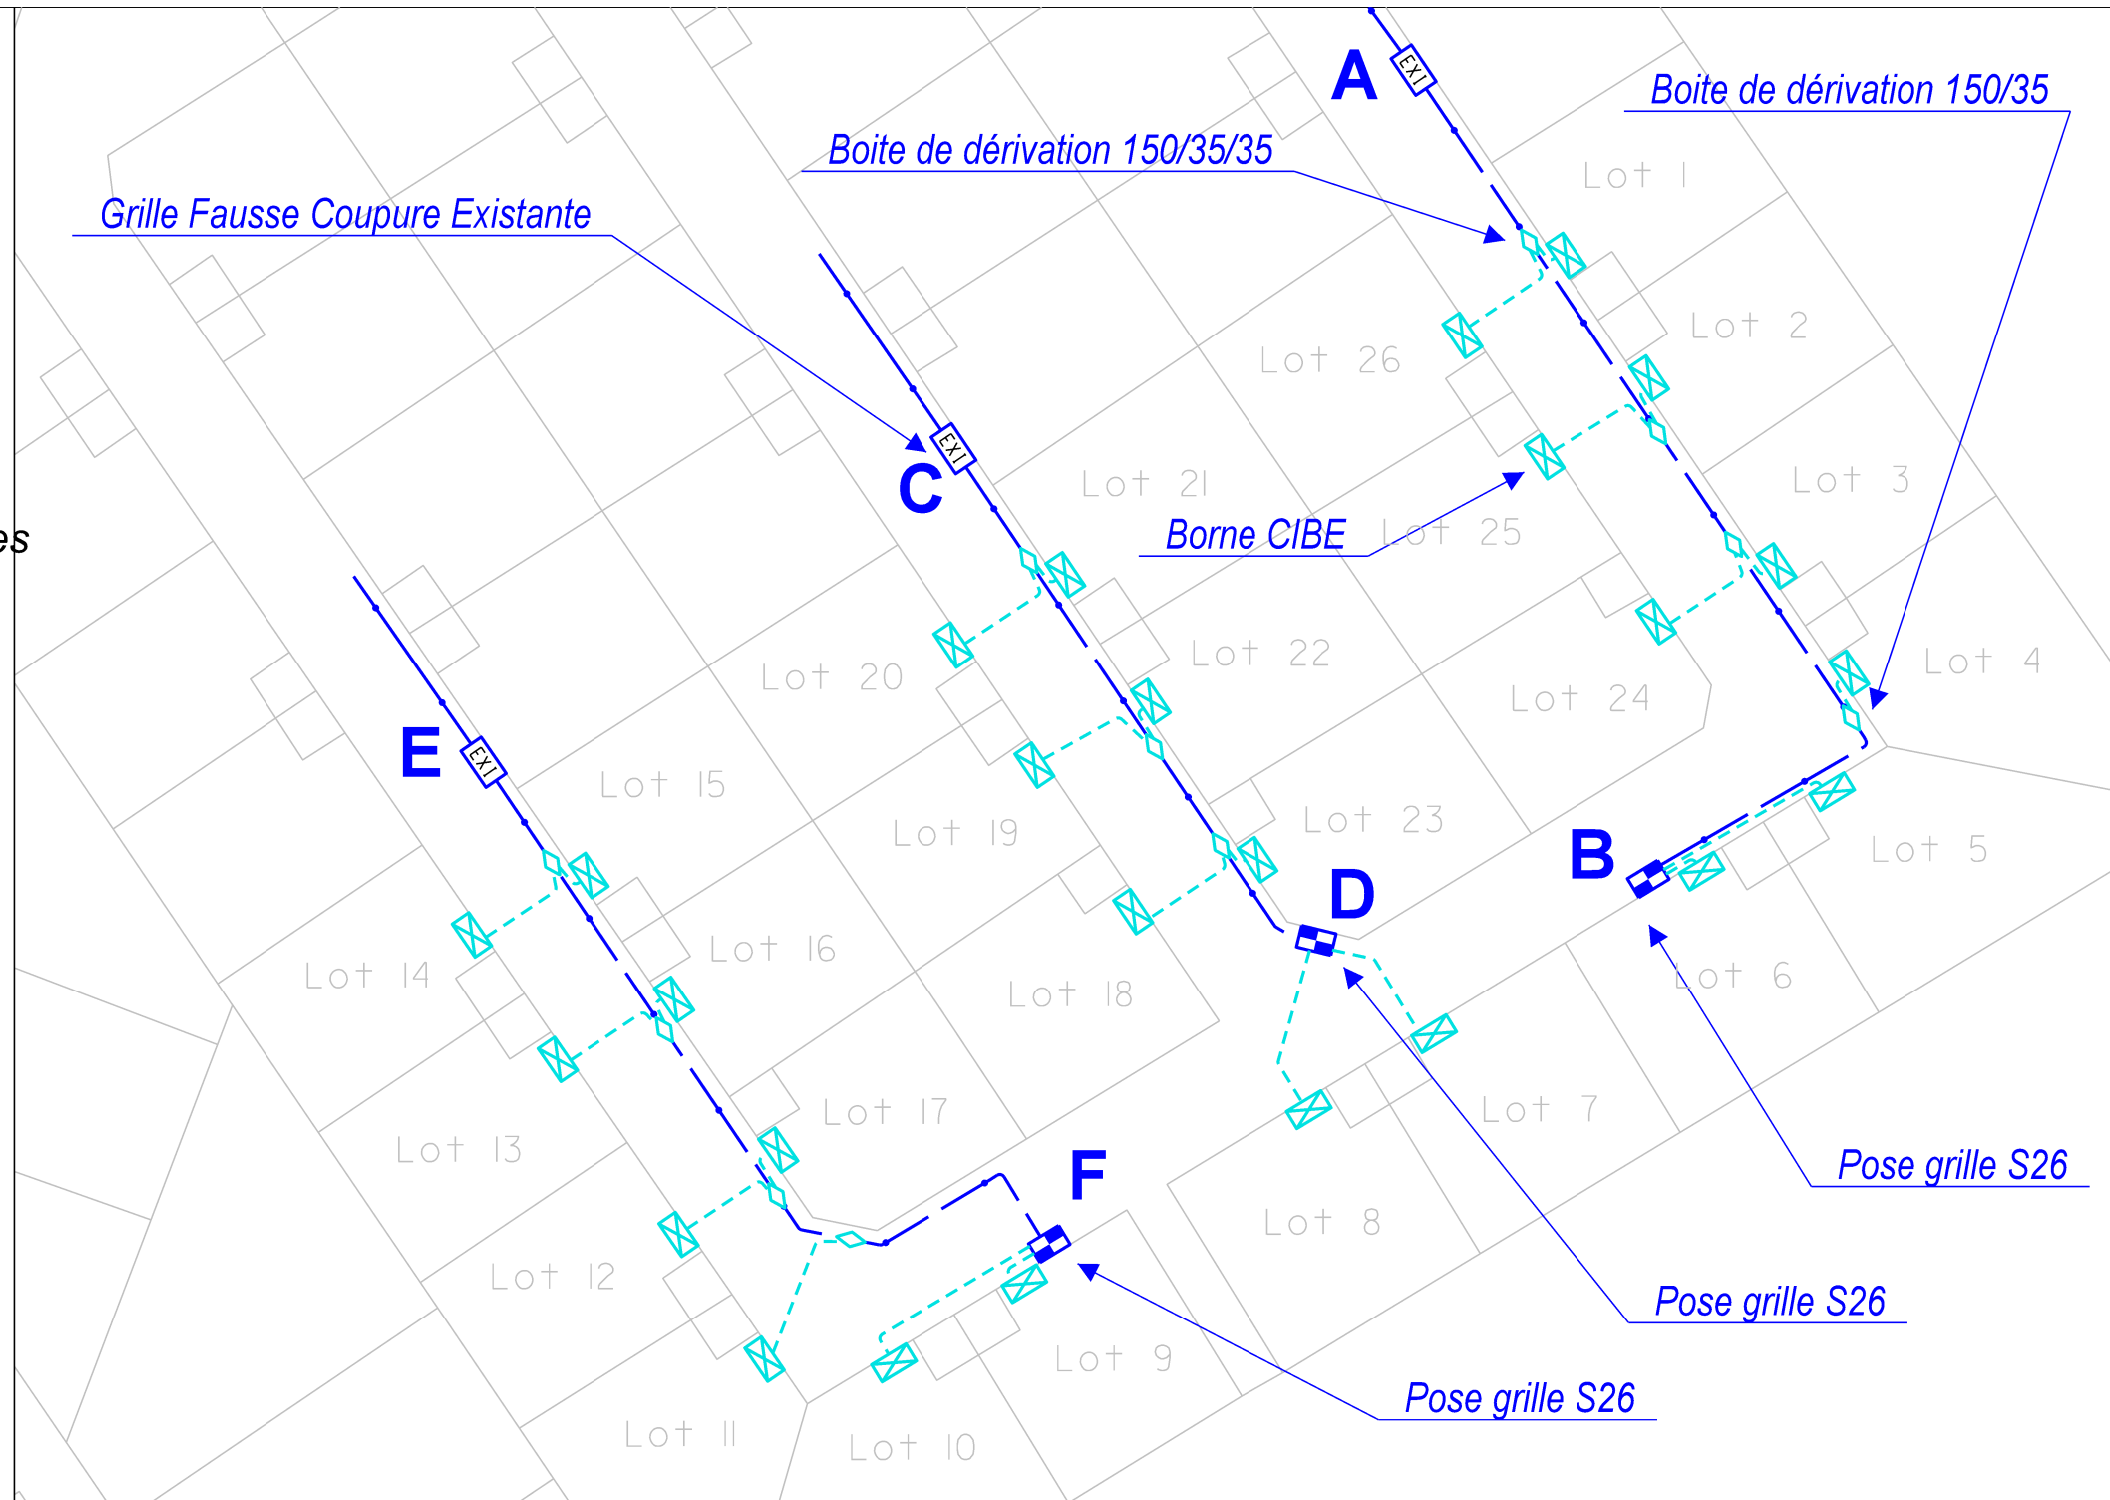 A
Boite de dérivation 150/35
Boite de dérivation 150/35/35
EXI
Lot 1
Grille Fausse Coupure Existante
Lot 2
Lot 26
EXI
C
Lot 21
Lot 3
Borne CIBE
Lot 25
es
Lot 22
Lot 4
Lot 20
Lot 24
E
EXI
Lot 15
Lot 19
Lot 23
B
Lot 5
D
Lot 16
Lot 14
Lot 18
Lot 6
Lot 17
Lot 7
Lot 13
F
Pose grille S26
Lot 8
Lot 12
Pose grille S26
Lot 9
Pose grille S26
Lot 11
Lot 10